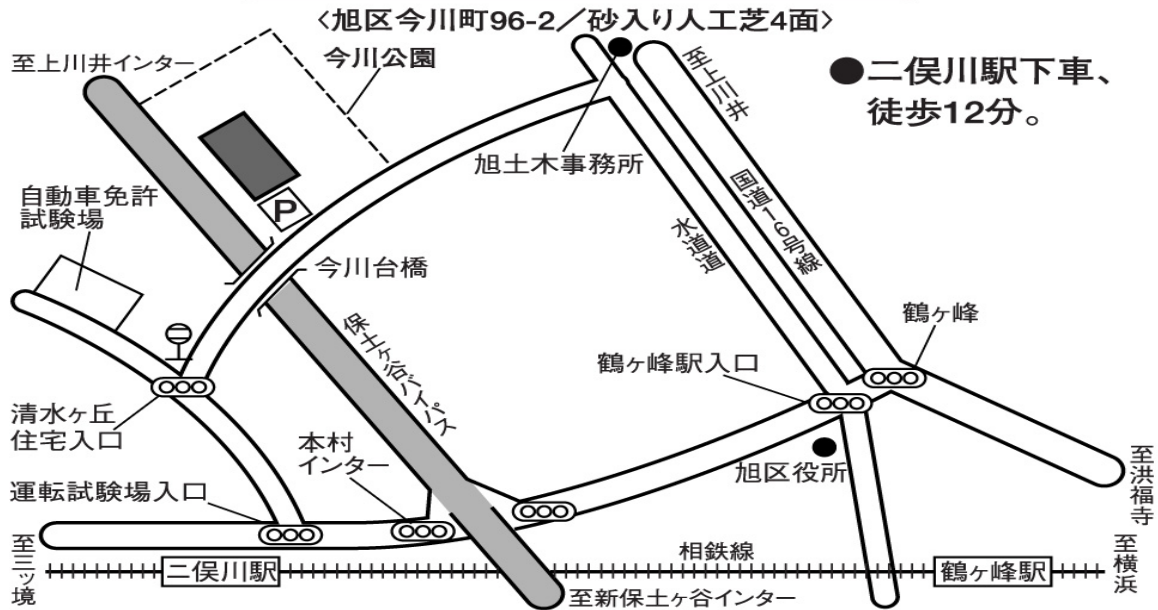 〈旭区今川町96-2／砂入り人工芝4面〉
至上川井インター
今川公園
至上川井
●二俣川駅下車、
徒歩12分。
旭土木事務所
自動車免許
試験場
P
国道16号線
水道道
今川台橋
保土ヶ谷バイパス
鶴ヶ峰
鶴ヶ峰駅入口
清水ヶ丘
住宅入口
本村
インター
旭区役所
運転試験場入口
至洪福寺
至三ッ境
二俣川駅
相鉄線
鶴ヶ峰駅
至横浜
至新保土ヶ谷インター